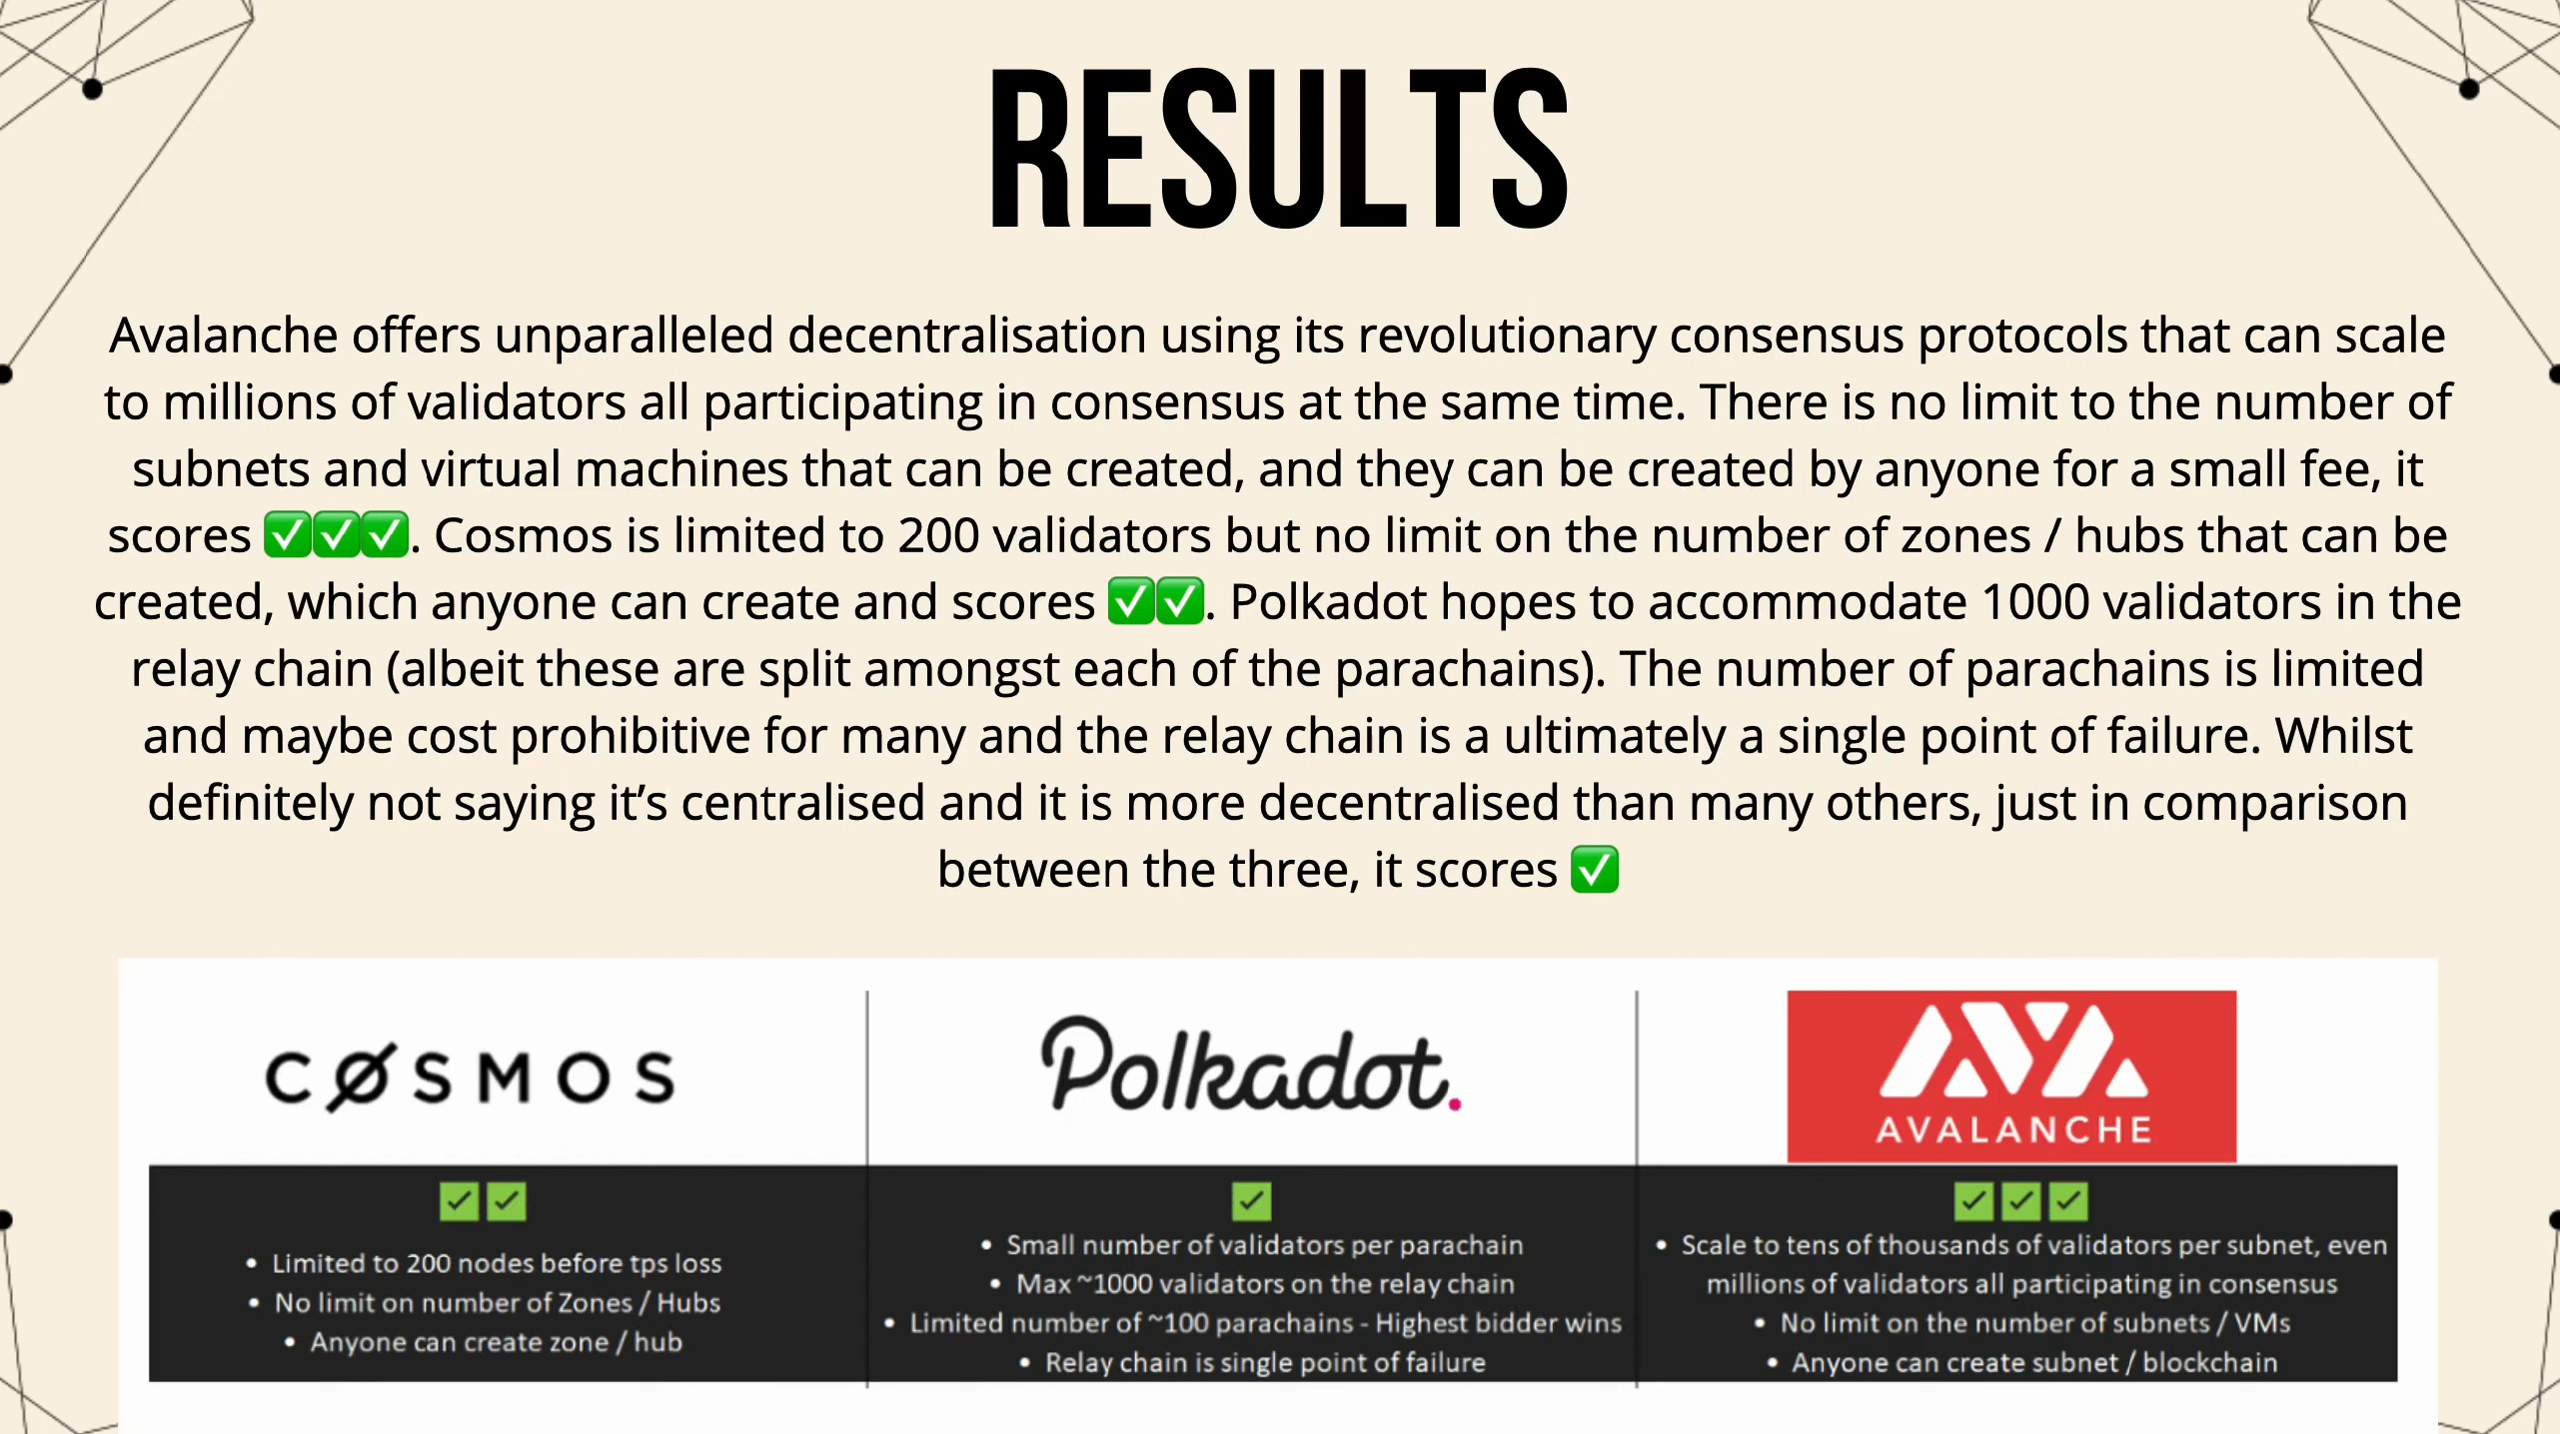 RESULTS
Avalanche offers unparalleled decentralisation using its revolutionary consensus protocols that can scale
to millions of validators all participating in consensus at the same time. There is no limit to the number of
subnets and virtual machines that can be created, and they can be created by anyone for a small fee, it
scores ✅✅✅. Cosmos is limited to 200 validators but no limit on the number of zones / hubs that can be
created, which anyone can create and scores ✅✅. Polkadot hopes to accommodate 1000 validators in the
relay chain (albeit these are split amongst each of the parachains). The number of parachains is limited
and maybe cost prohibitive for many and the relay chain is a ultimately a single point of failure. Whilst
definitely not saying it’s centralised and it is more decentralised than many others, just in comparison
between the three, it scores ✅
CØSMOS
✅✅
• Limited to 200 nodes before tps loss
• No limit on number of Zones / Hubs
• Anyone can create zone / hub
Polkadot.
✅
• Small number of validators per parachain
• Max ~1000 validators on the relay chain
• Limited number of ~100 parachains - Highest bidder wins
• Relay chain is single point of failure
AVA
AVALANCHE
✅✅✅
• Scale to tens of thousands of validators per subnet, even
millions of validators all participating in consensus
• No limit on the number of subnets / VMs
• Anyone can create subnet / blockchain